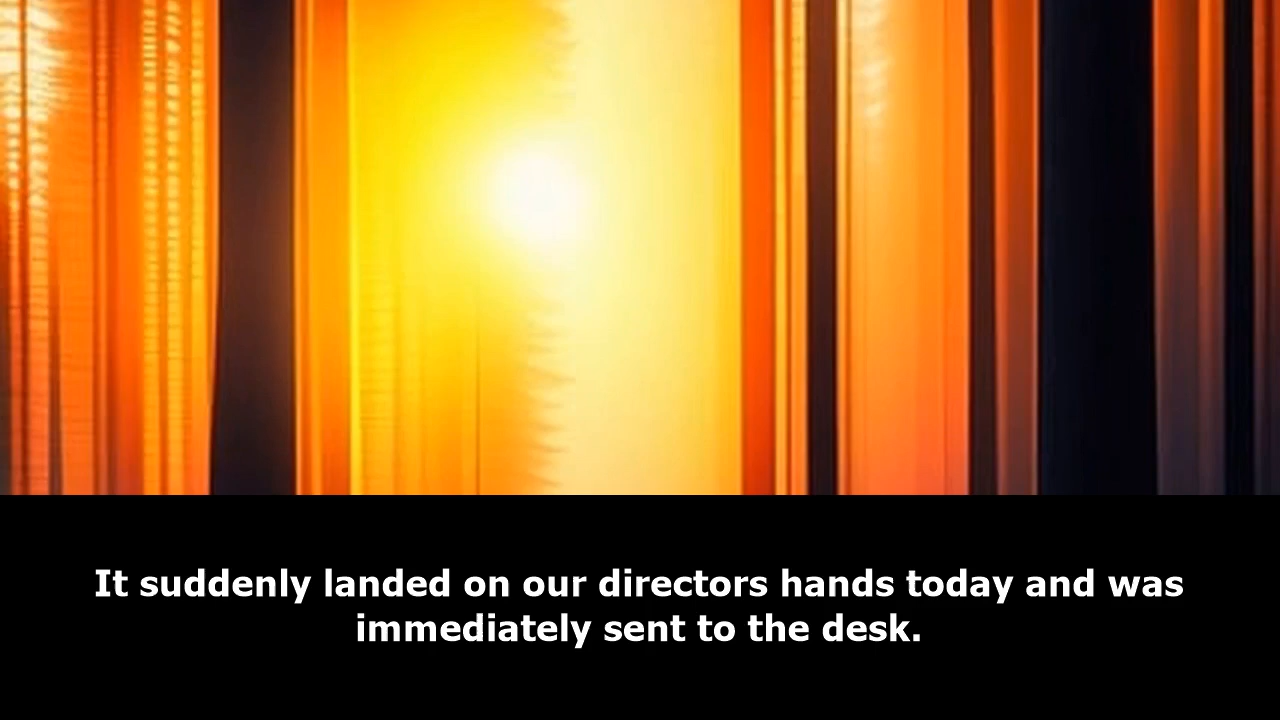 It suddenly landed on our directors hands today and was
immediately sent to the desk.